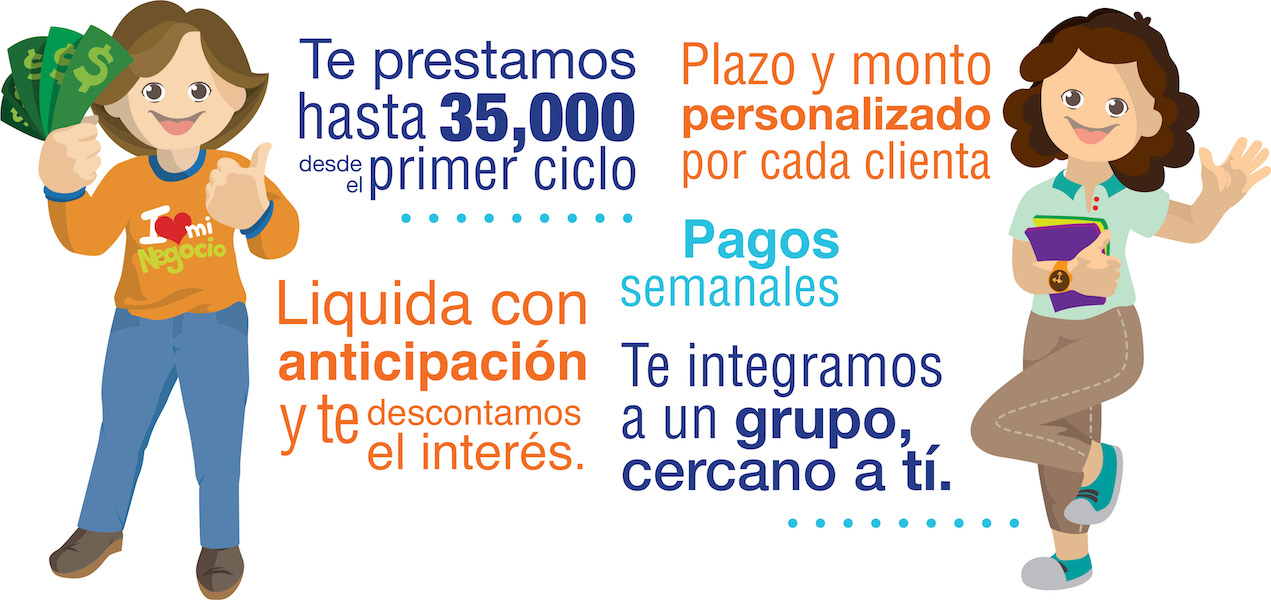 Te prestamos
hasta 35,000
desde el primer ciclo
Plazo y monto
personalizado
por cada clienta
I ❤ mi
Negocio
Pagos
semanales
Liquida con
anticipación
y te descontamos
el interés.
Te integramos
a un grupo,
cercano a tí.
$ $ $